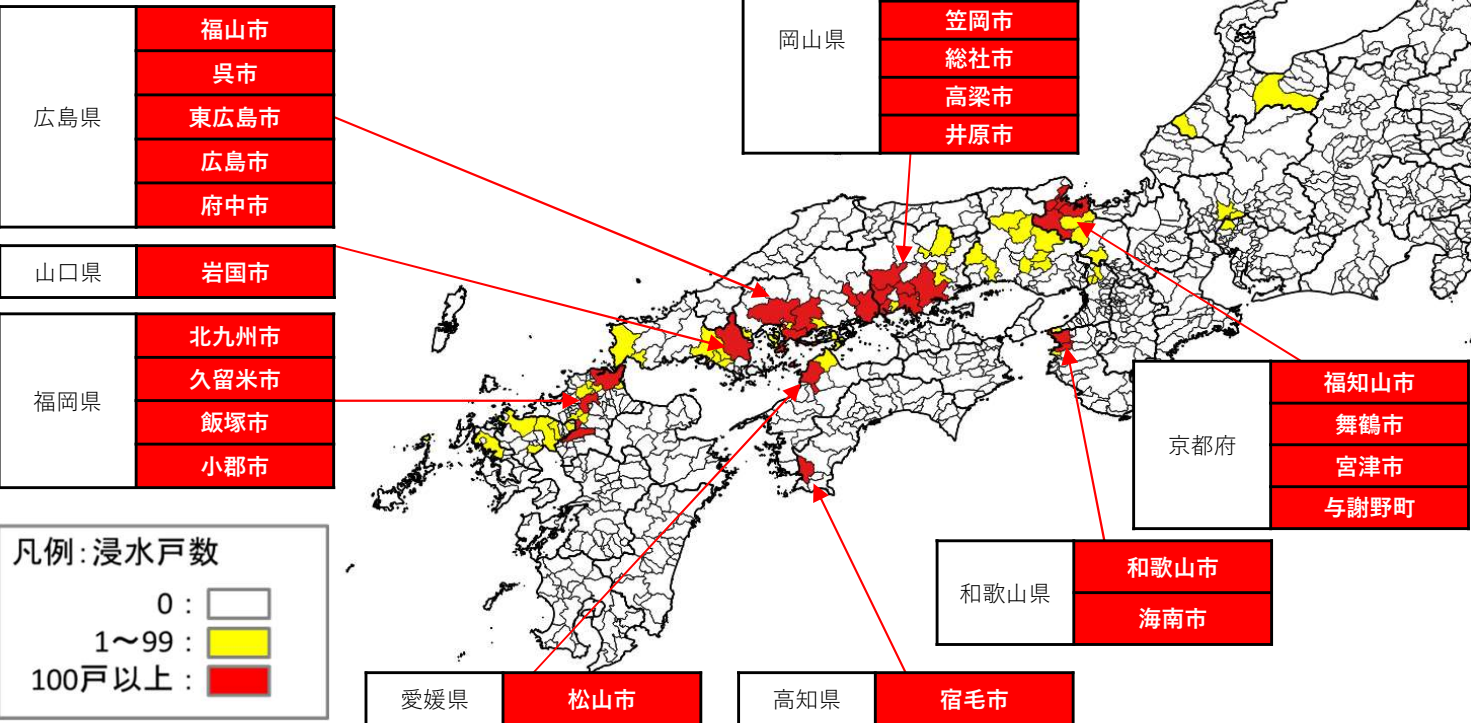 広島県
福山市
呉市
東広島市
広島市
府中市
山口県
岩国市
福岡県
北九州市
久留米市
飯塚市
小郡市
岡山県
笠岡市
総社市
高梁市
井原市
京都府
福知山市
舞鶴市
宮津市
与謝野町
和歌山県
和歌山市
海南市
愛媛県
松山市
高知県
宿毛市
凡例：浸水戸数
0：
1～99：
100戸以上：